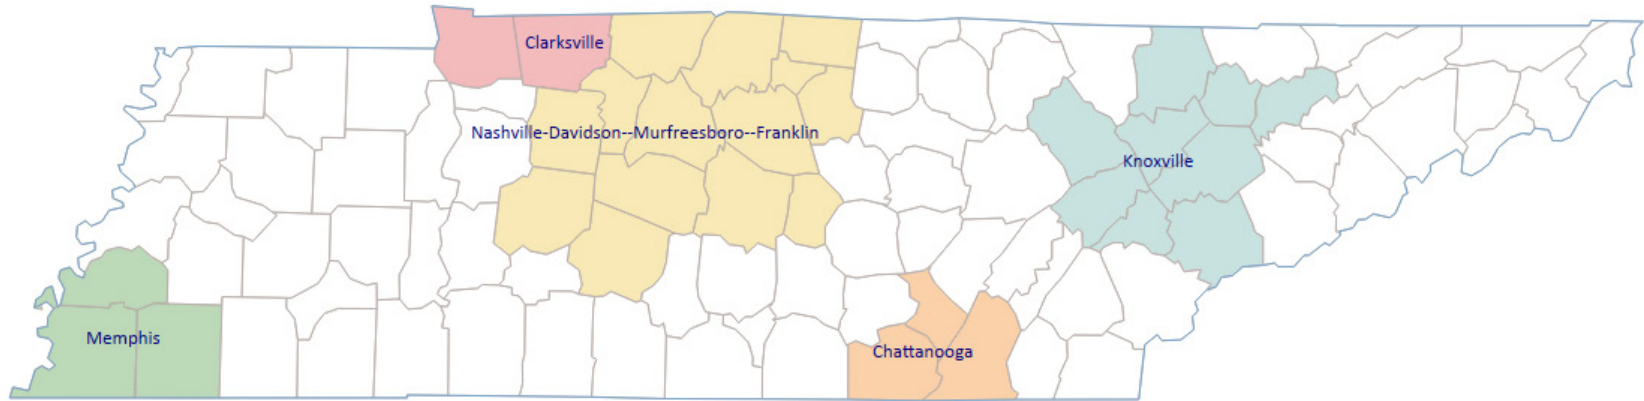 Clarksville
Nashville-Davidson--Murfreesboro--Franklin
Knoxville
Memphis
Chattanooga